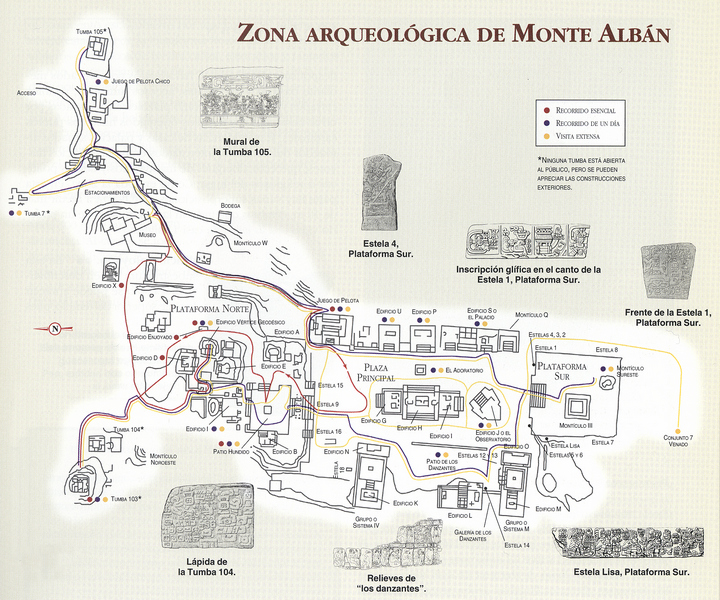 ZONA ARQUEOLÓGICA DE MONTE ALBÁN
TUMBA 105*
JUEGO DE PELOTA CHICO
ACCESO
Mural de
la Tumba 105.
RECORRIDO ESENCIAL
RECORRIDO DE UN DÍA
VISITA EXTENSA
*NINGUNA TUMBA ESTÁ ABIERTA
AL PÚBLICO, PERO SE PUEDEN
APRECIAR LAS CONSTRUCCIONES
EXTERIORES.
ESTACIONAMIENTOS
TUMBA 7*
BODEGA
MUSEO
MONTÍCULO W
Estela 4,
Plataforma Sur.
Inscripción glífica en el canto de la
Estela 1, Plataforma Sur.
Frente de la Estela 1,
Plataforma Sur.
EDIFICIO X
JUEGO DE PELOTA
PLATAFORMA NORTE
EDIFICIO VÉRTICE GEODÉSICO
EDIFICIO A
EDIFICIO ENJOYADO
EDIFICIO D
EDIFICIO E
N
EDIFICIO U
EDIFICIO P
EDIFICIO S O
EL PALACIO
MONTÍCULO Q
ESTELAS 4, 3, 2
ESTELA 1
ESTELA 8
PLAZA
PRINCIPAL
EL ADORATORIO
PLATAFORMA
SUR
MONTÍCULO
SURESTE
ESTELA 15
ESTELA 9
EDIFICIO G
EDIFICIO H
EDIFICIO I
EDIFICIO J O EL
OBSERVATORIO
MONTÍCULO III
CONJUNTO 7
VENADO
TUMBA 104*
EDIFICIO I
PATIO HUNDIDO
EDIFICIO B
ESTELA 16
EDIFICIO N
ESTELA
18
PATIO DE LOS
DANZANTES
ESTELAS 12 Y 13
EDIFICIO O
ESTELA LISA
ESTELAS 5 Y 6
ESTELA 7
MONTÍCULO
NOROESTE
TUMBA 103*
EDIFICIO K
GRUPO O
SISTEMA IV
EDIFICIO L
GALERÍA DE LOS
DANZANTES
GRUPO O
SISTEMA M
EDIFICIO M
ESTELA 14
Lápida de
la Tumba 104.
Relieves de
“los danzantes”.
Estela Lisa, Plataforma Sur.